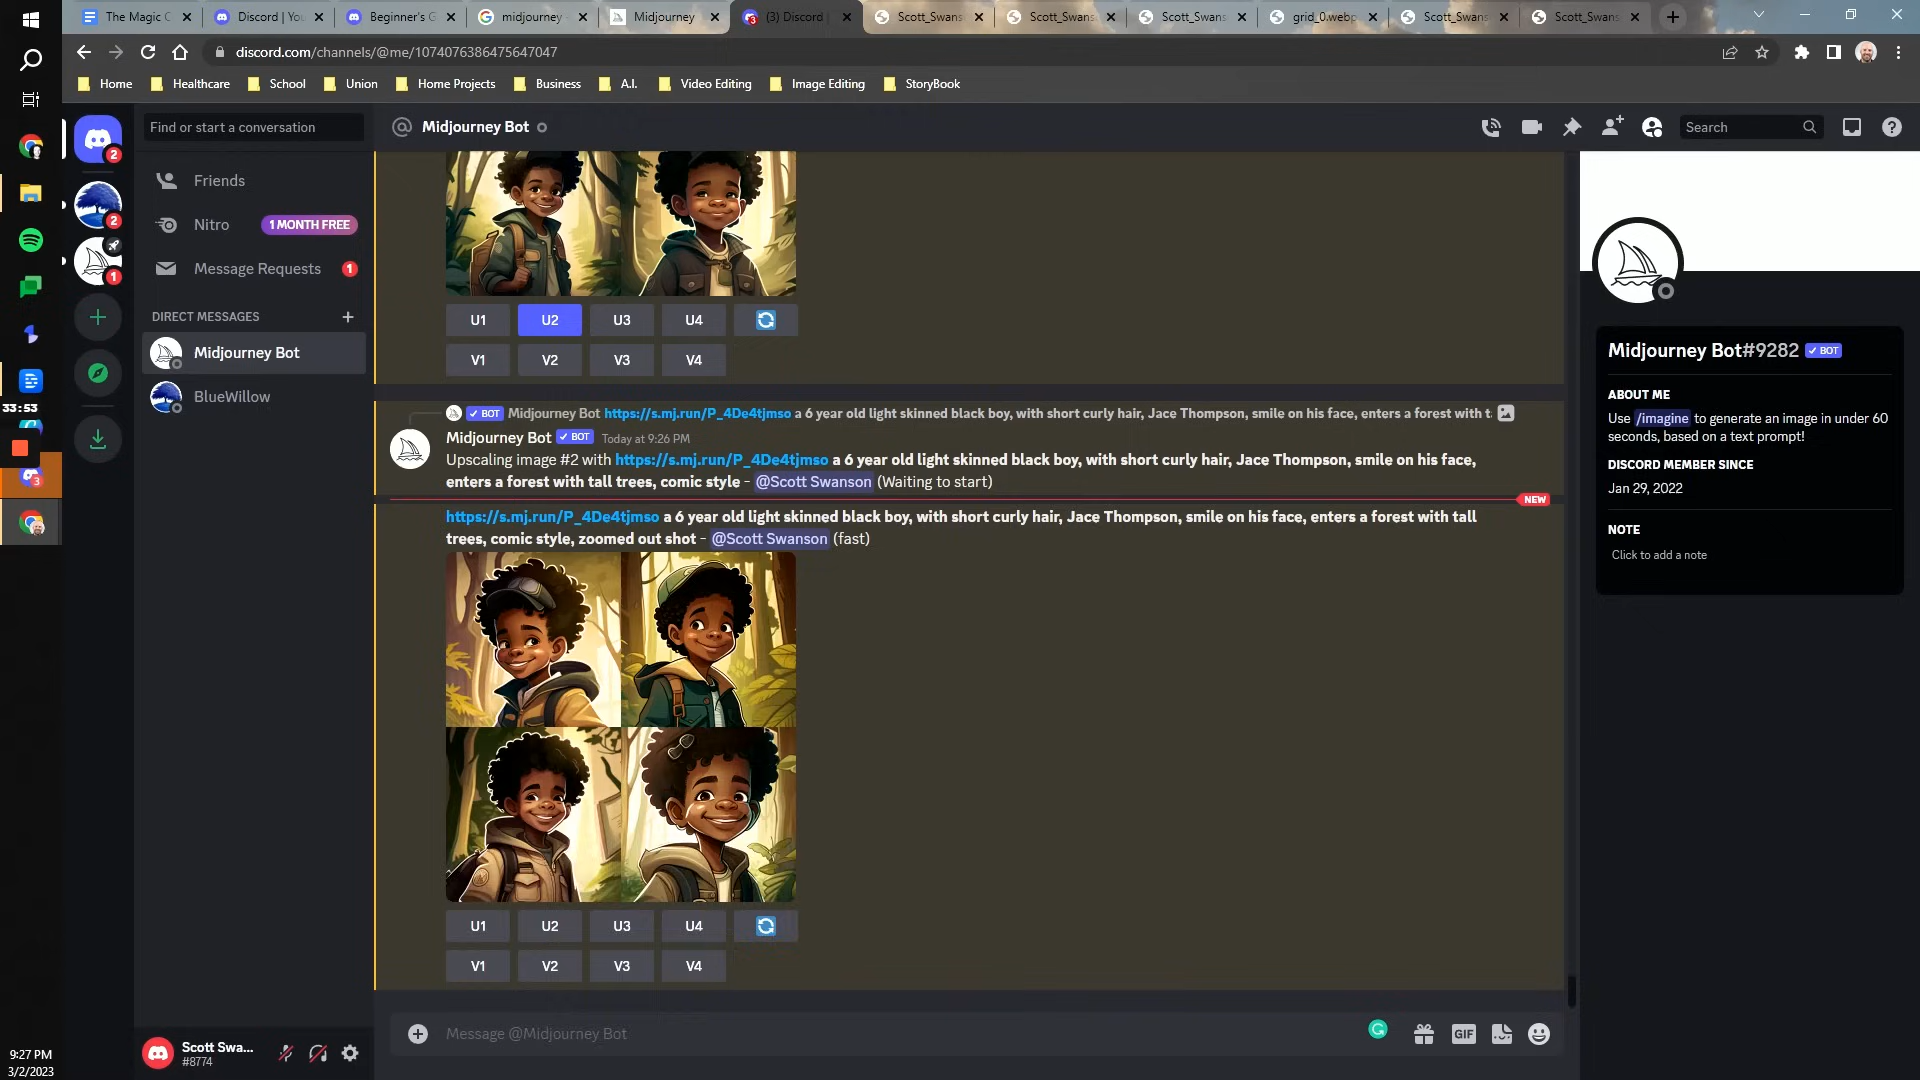 The Magic C
Discord | You
Beginner's G
midjourney
Midjourney
(3) Discord |
Scott_Swans
Scott_Swans
Scott_Swans
grid_0.webp
Scott_Swans
Scott_Swans
discord.com/channels/@me/1074076386475647047
Home
Healthcare
School
Union
Home Projects
Business
A.I.
Video Editing
Image Editing
StoryBook
Find or start a conversation
Midjourney Bot
Search
2
Friends
2
Nitro
1 MONTH FREE
1
Message Requests
1
DIRECT MESSAGES
Midjourney Bot
BlueWillow
33:53
3
U1
U2
U3
U4
V1
V2
V3
V4
BOT Midjourney Bot https://s.mj.run/P_4De4tjmso a 6 year old light skinned black boy, with short curly hair, Jace Thompson, smile on his face, enters a forest with t
Midjourney Bot BOT Today at 9:26 PM
Upscaling image #2 with https://s.mj.run/P_4De4tjmso a 6 year old light skinned black boy, with short curly hair, Jace Thompson, smile on his face,
enters a forest with tall trees, comic style - @Scott Swanson (Waiting to start)
NEW
https://s.mj.run/P_4De4tjmso a 6 year old light skinned black boy, with short curly hair, Jace Thompson, smile on his face, enters a forest with tall
trees, comic style, zoomed out shot - @Scott Swanson (fast)
U1
U2
U3
U4
V1
V2
V3
V4
Message @Midjourney Bot
GIF
Midjourney Bot#9282 BOT
ABOUT ME
Use /imagine to generate an image in under 60
seconds, based on a text prompt!
DISCORD MEMBER SINCE
Jan 29, 2022
NOTE
Click to add a note
Scott Swa...
#8774
9:27 PM
3/2/2023